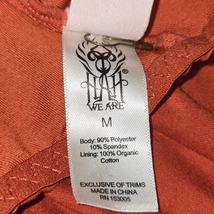 WE ARE
M
Body: 90% Polyester
10% Spandex
Lining: 100% Organic
Cotton
EXCLUSIVE OF TRIMS
MADE IN CHINA
RN 153005